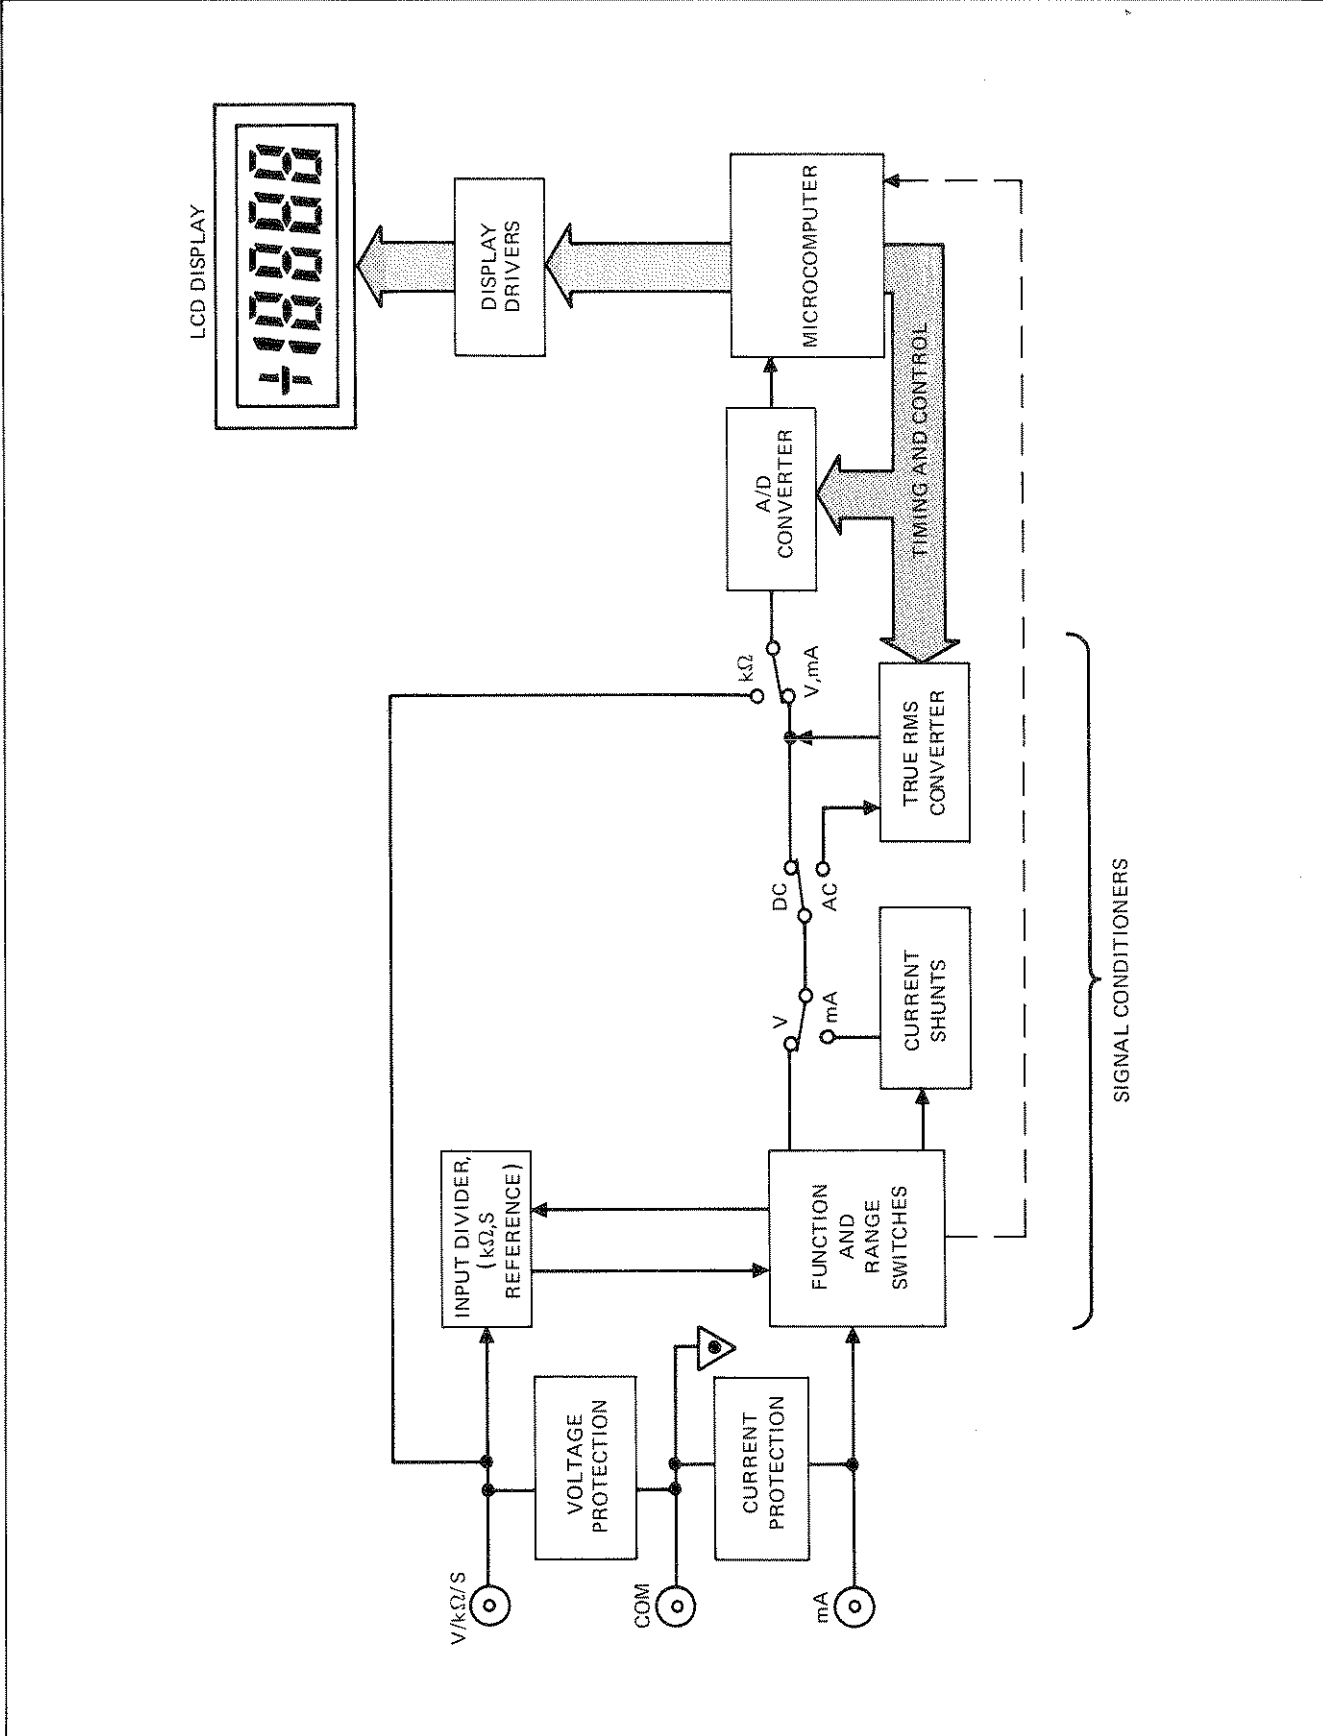 LCD DISPLAY
±18888
DISPLAY
DRIVERS
MICROCOMPUTER
A/D
CONVERTER
TIMING AND CONTROL
kΩ
V,mA
TRUE RMS
CONVERTER
DC
AC
V
mA
CURRENT
SHUNTS
INPUT DIVIDER,
(kΩ,S
REFERENCE)
FUNCTION
AND
RANGE
SWITCHES
VOLTAGE
PROTECTION
CURRENT
PROTECTION
V/kΩ/S
COM
mA
SIGNAL CONDITIONERS